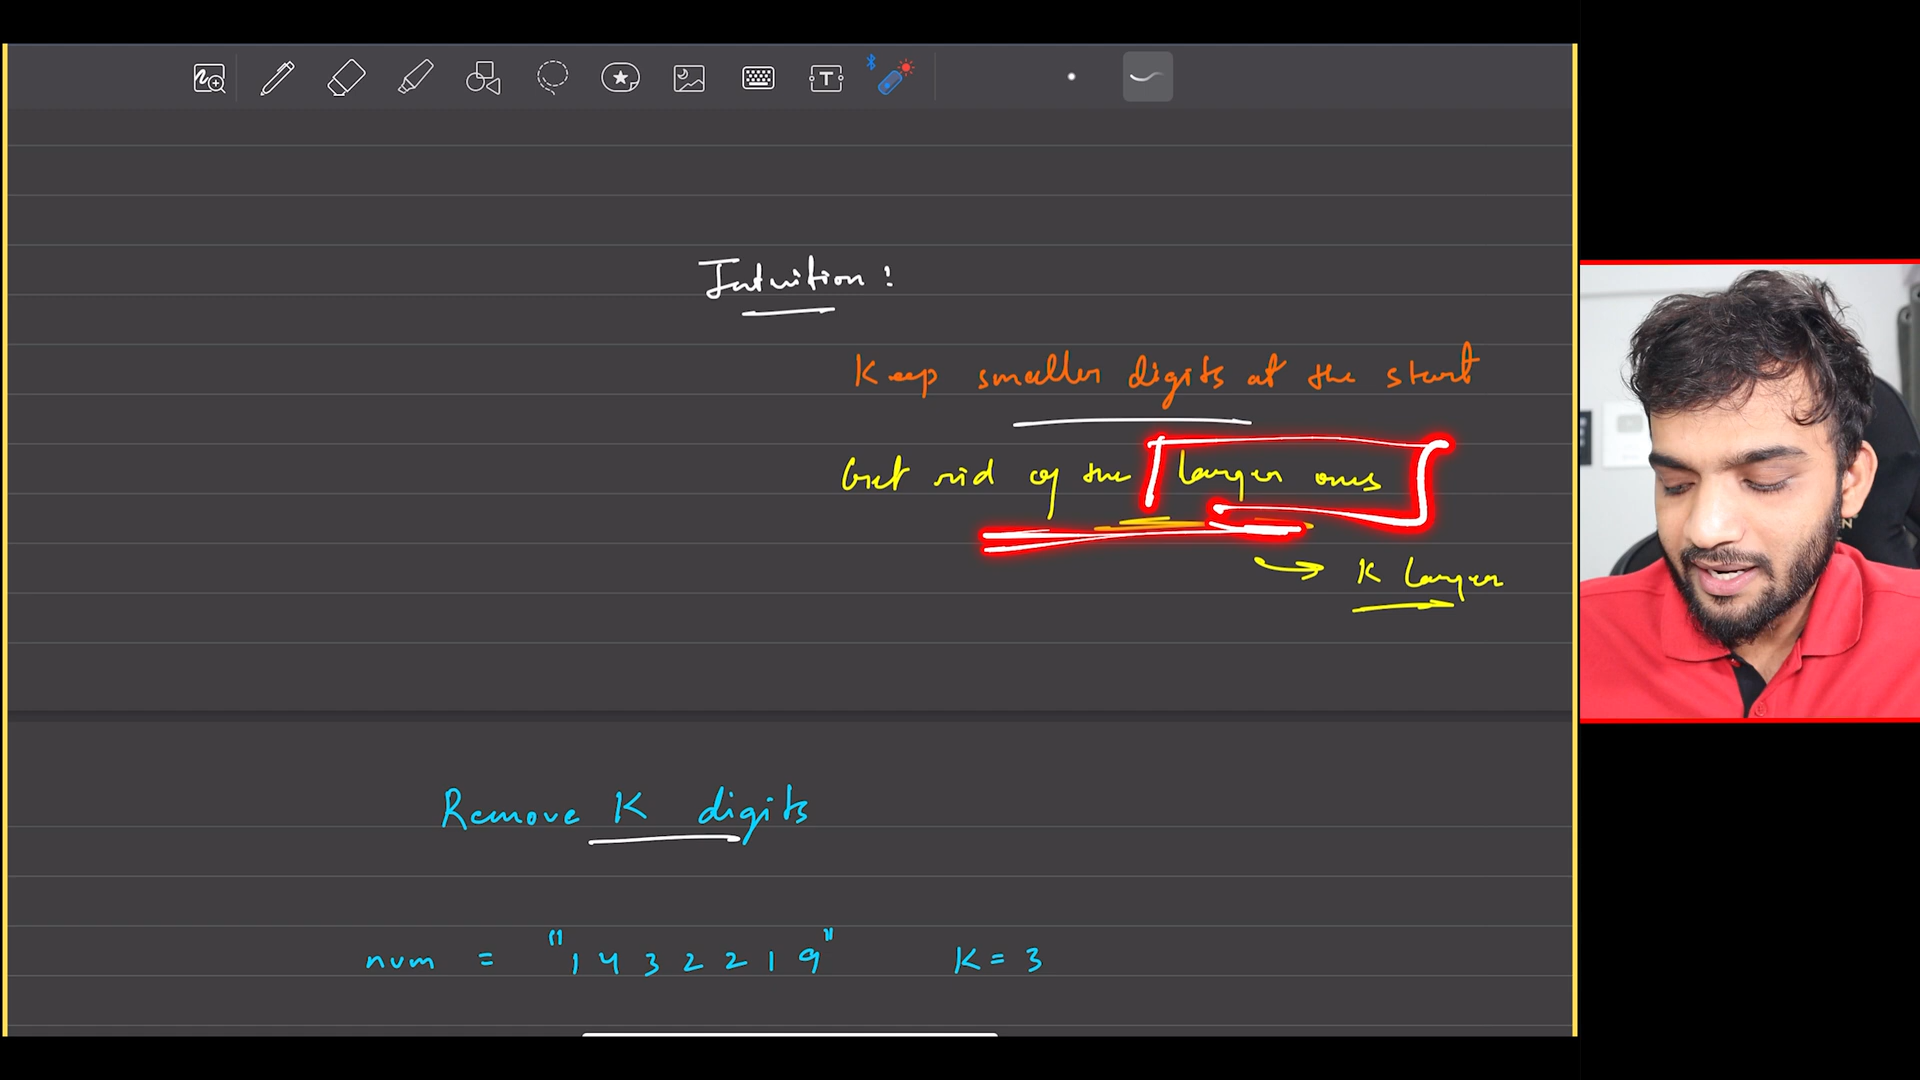 Intuition :
Keep smaller digits at the start
Get rid of the larger ones
→ K larger
Remove K digits
num = "1432219" K = 3